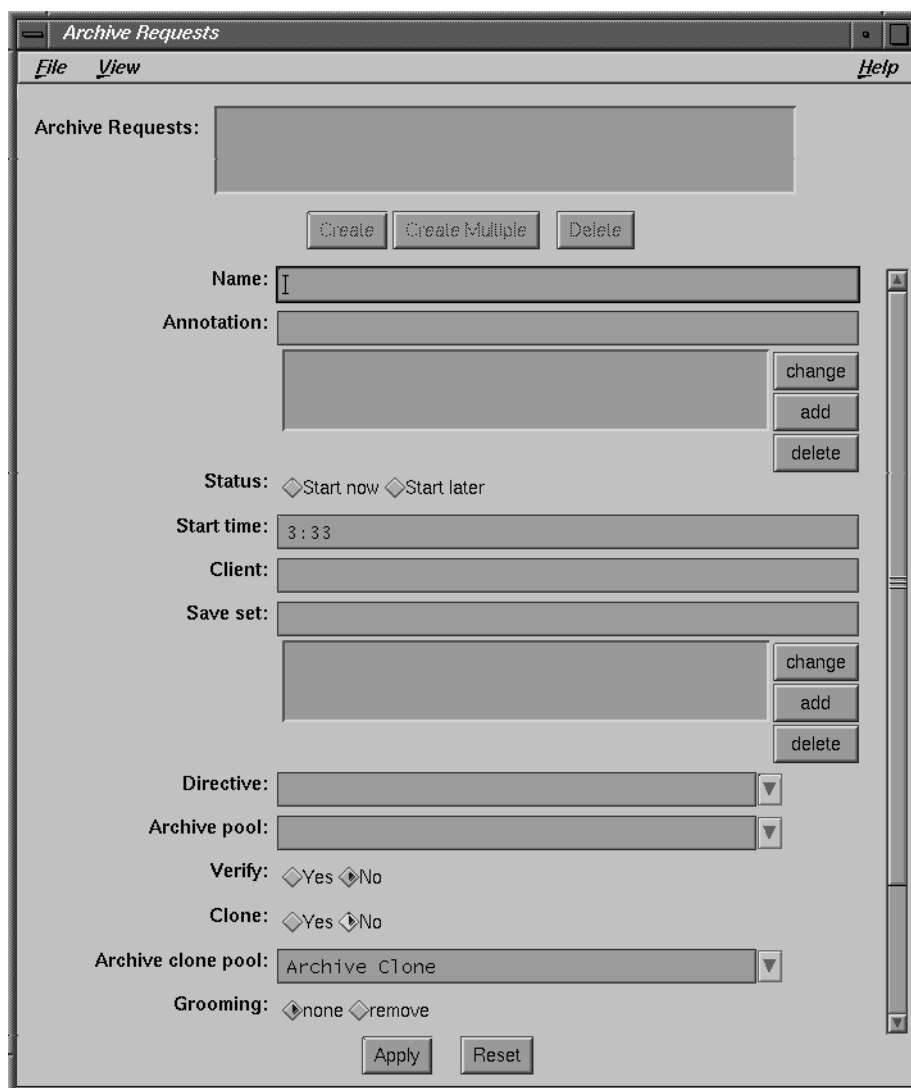 Archive Requests
File View Help
Archive Requests:
Create Create Multiple Delete
Name:
Annotation:
change
add
delete
Status: Start now Start later
Start time: 3:33
Client:
Save set:
change
add
delete
Directive:
Archive pool:
Verify: Yes No
Clone: Yes No
Archive clone pool: Archive Clone
Grooming: none remove
Apply Reset